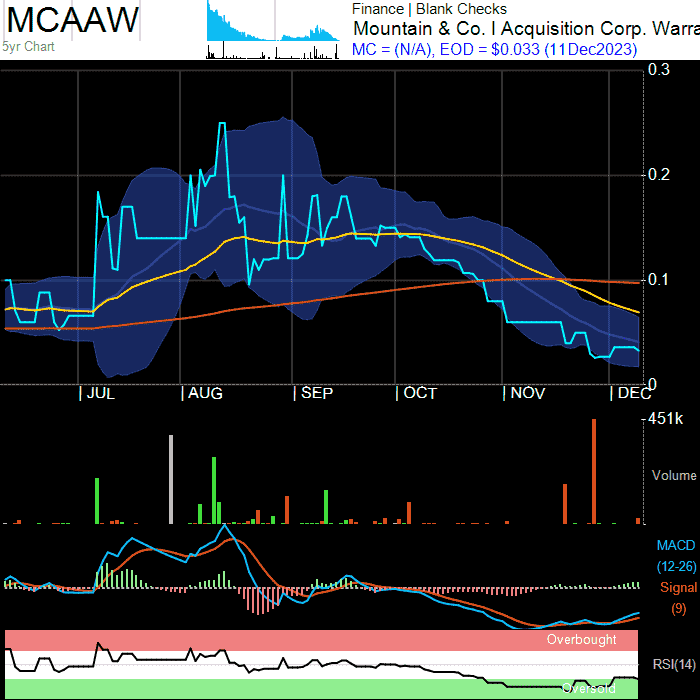 MCAAW
5yr Chart
Finance | Blank Checks
Mountain & Co. I Acquisition Corp. Warra
MC = (N/A), EOD = $0.033 (11Dec2023)
0.3
0.2
0.1
0
| JUL | AUG | SEP | OCT | NOV | DEC
451k
Volume
MACD
(12-26)
Signal
(9)
Overbought
RSI(14)
Oversold